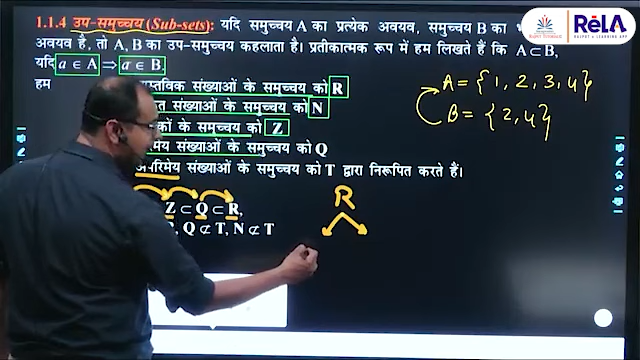 1.1.4 उप-समुच्चय (Sub-sets): यदि समुच्चय A का प्रत्येक अवयव, समुच्चय B का
अवयव है, तो A, B का उप-समुच्चय कहलाता है। प्रतीकात्मक रूप में हम लिखते हैं कि A⊂B,
यदि a ∈ A ⇒ a ∈ B
हम संख्याओं के समुच्चय को R
संख्याओं के समुच्चय को N
के समुच्चय को Z
संख्याओं के समुच्चय को Q
अपरिमेय संख्याओं के समुच्चय को T द्वारा निरूपित करते हैं।
Z ⊂ Q ⊂ R,
Q ⊄ T, N ⊄ T
A = {1, 2, 3, 4}
B = {2, 4}
R
RēLA